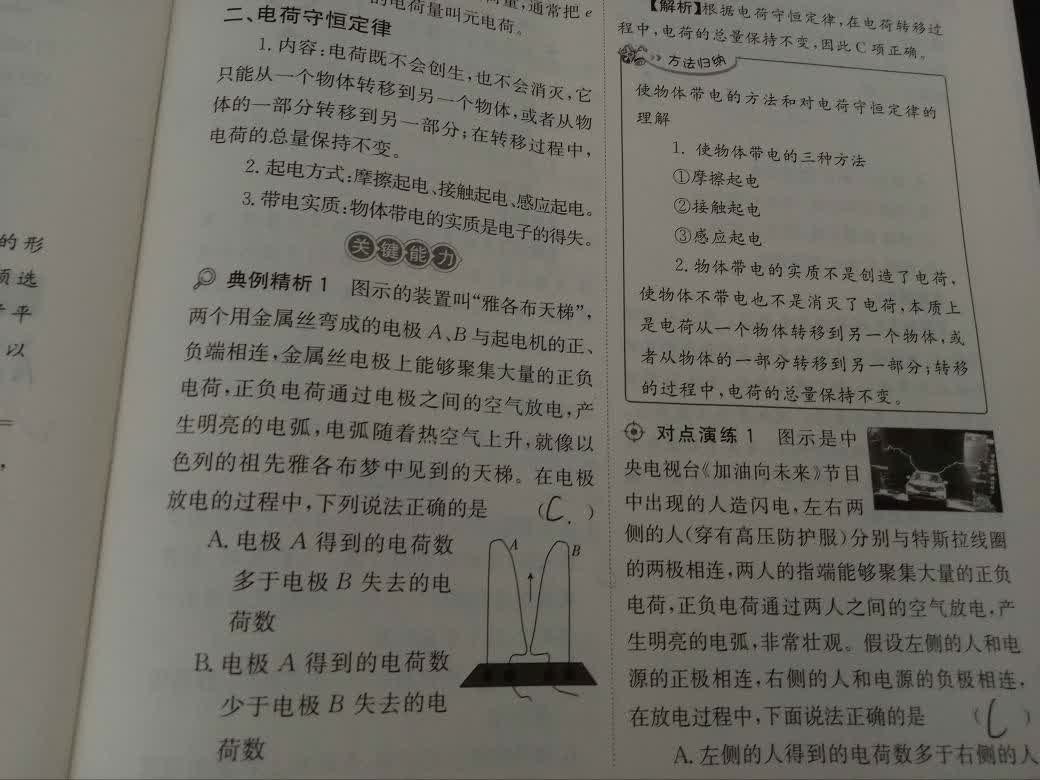 的形
选
平
以
的电荷量叫元电荷。
量,通常把e
二、电荷守恒定律
1. 内容:电荷既不会创生,也不会消灭,它
只能从一个物体转移到另一个物体,或者从物
体的一部分转移到另一部分;在转移过程中,
电荷的总量保持不变。
2. 起电方式:摩擦起电、接触起电、感应起电。
3. 带电实质:物体带电的实质是电子的得失。
关键能力
典例精析1 图示的装置叫“雅各布天梯”,
两个用金属丝弯成的电极A、B与起电机的正、
负端相连,金属丝电极上能够聚集大量的正负
电荷,正负电荷通过电极之间的空气放电,产
生明亮的电弧,电弧随着热空气上升,就像以
色列的祖先雅各布梦中见到的天梯。在电极
放电的过程中,下列说法正确的是 ( C. )
A. 电极A得到的电荷数
多于电极B失去的电
荷数
B. 电极A得到的电荷数
少于电极B失去的电
荷数
A
B
【解析】根据电荷守恒定律,在电荷转移过
程中,电荷的总量保持不变,因此C项正确。
方法归纳
使物体带电的方法和对电荷守恒定律的
理解
1. 使物体带电的三种方法
①摩擦起电
②接触起电
③感应起电
2. 物体带电的实质不是创造了电荷,
使物体不带电也不是消灭了电荷,本质上
是电荷从一个物体转移到另一个物体,或
者从物体的一部分转移到另一部分;转移
的过程中,电荷的总量保持不变。
对点演练1 图示是中
央电视台《加油向未来》节目
中出现的人造闪电,左右两
侧的人(穿有高压防护服)分别与特斯拉线圈
的两极相连,两人的指端能够聚集大量的正负
电荷,正负电荷通过两人之间的空气放电,产
生明亮的电弧,非常壮观。假设左侧的人和电
源的正极相连,右侧的人和电源的负极相连,
在放电过程中,下面说法正确的是 ( C )
A. 左侧的人得到的电荷数多于右侧的人